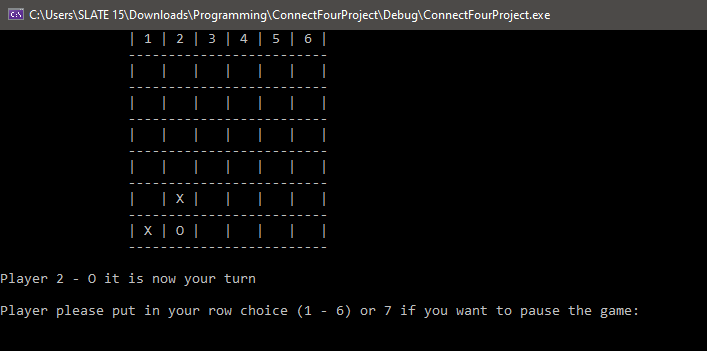 C:\Users\SLATE 15\Downloads\Programming\ConnectFourProject\Debug\ConnectFourProject.exe
| 1 | 2 | 3 | 4 | 5 | 6 |
-------------------------
|   |   |   |   |   |   |
-------------------------
|   |   |   |   |   |   |
-------------------------
|   |   |   |   |   |   |
-------------------------
|   |   |   |   |   |   |
-------------------------
|   | X |   |   |   |   |
-------------------------
| X | O |   |   |   |   |
-------------------------
Player 2 - O it is now your turn
Player please put in your row choice (1 - 6) or 7 if you want to pause the game: